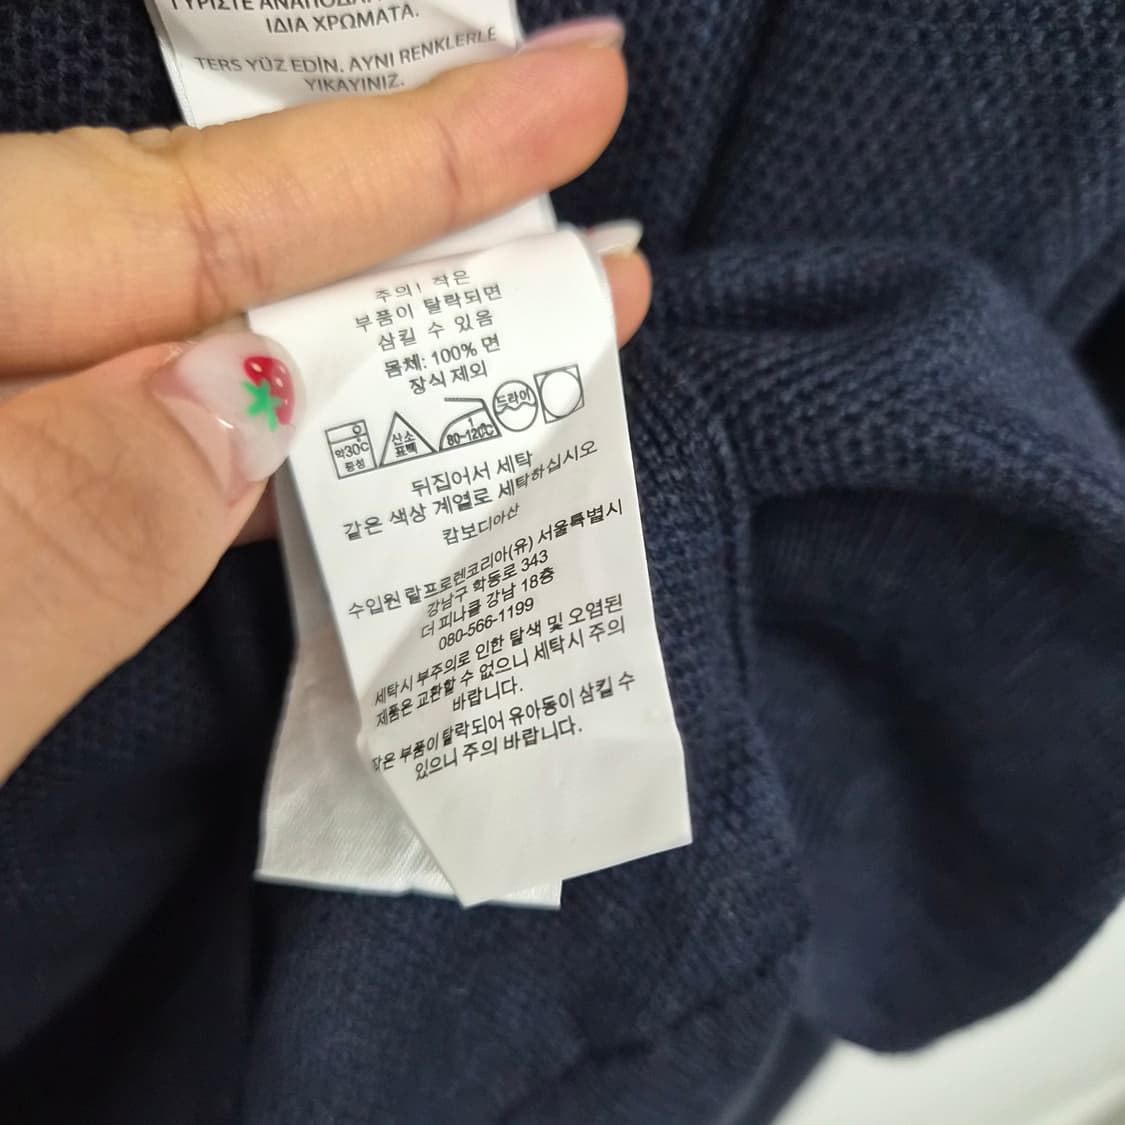 ΓΥΡΙΣΤΕ ΑΝΑΠΟΔΑ.
ΙΔΙΑ ΧΡΩΜΑΤΑ.
TERS YÜZ EDİN. AYNI RENKLERLE
YIKAYINIZ.
주의! 작은
부품이 탈락되면
삼킬 수 있음
몸체: 100% 면
장식 제외
약30℃
중성
산소
표백
80~120℃
드라이
뒤집어서 세탁
같은 색상 계열로 세탁하십시오
캄보디아산
수입원 랄프로렌코리아(유) 서울특별시
강남구 학동로 343
더 피나클 강남 18층
080-566-1199
세탁시 부주의로 인한 탈색 및 오염된
제품은 교환할 수 없으니 세탁시 주의
바랍니다.
작은 부품이 탈락되어 유아동이 삼킬 수
있으니 주의 바랍니다.